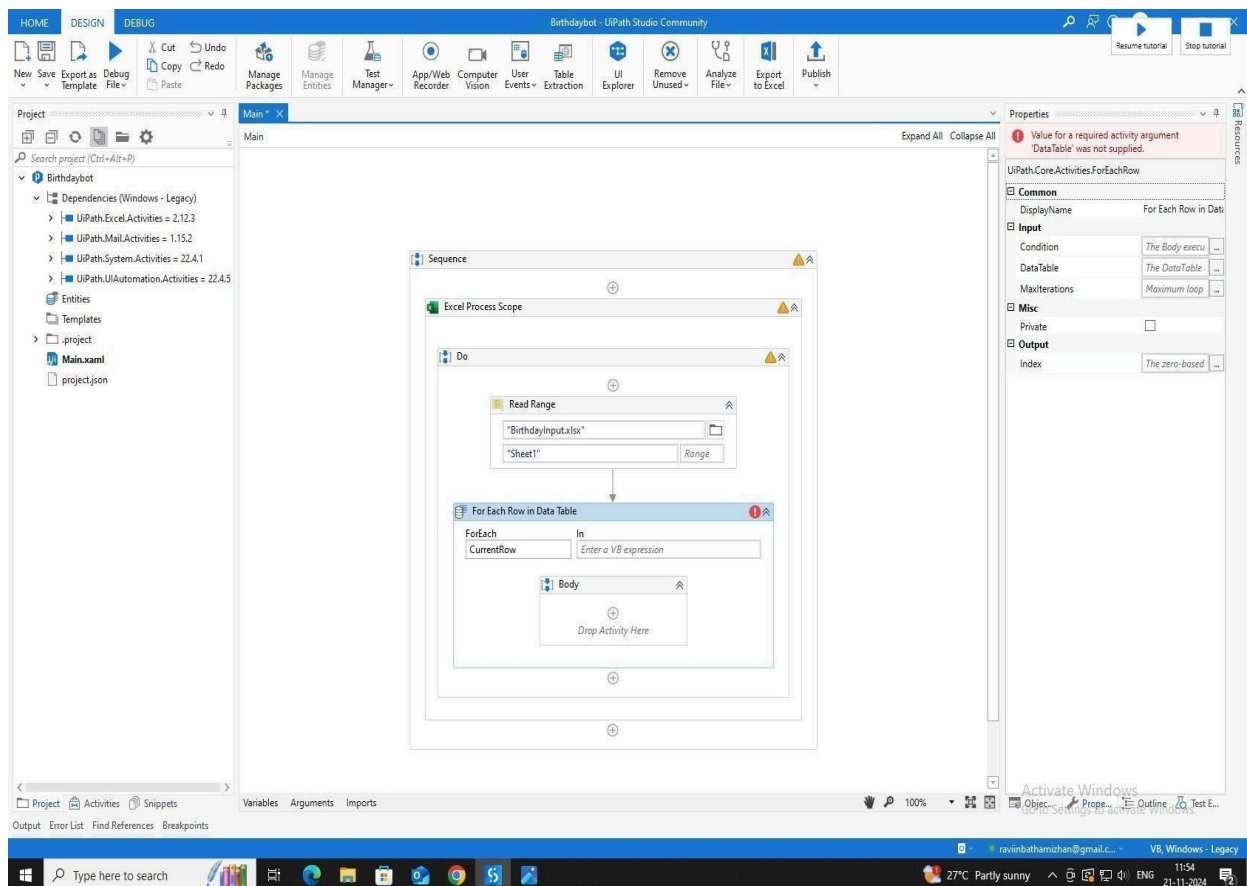 HOME DESIGN DEBUG Birthdaybot - UiPath Studio Community
Resume tutorial Stop tutorial
New Save Export as Template Debug File Cut Copy Paste Undo Redo Manage Packages Manage Entities Test Manager App/Web Recorder Computer Vision User Events Table Extraction UI Explorer Remove Unused Analyze File Export to Excel Publish
Project
Search project (Ctrl+Alt+P)
Birthdaybot
Dependencies (Windows - Legacy)
UiPath.Excel.Activities = 2.12.3
UiPath.Mail.Activities = 1.15.2
UiPath.System.Activities = 22.4.1
UiPath.UIAutomation.Activities = 22.4.5
Entities
Templates
.project
Main.xaml
project.json
Main *
Main Expand All Collapse All
Sequence
Excel Process Scope
Do
Read Range
"BirthdayInput.xlsx"
"Sheet1" Range
For Each Row in Data Table
ForEach In
CurrentRow Enter a VB expression
Body
Drop Activity Here
Properties
Value for a required activity argument
'DataTable' was not supplied.
UiPath.Core.Activities.ForEachRow
Common
DisplayName For Each Row in Data
Input
Condition The Body execu ...
DataTable The DataTable ...
MaxIterations Maximum loop ...
Misc
Private
Output
Index The zero-based ...
Resources
Project Activities Snippets
Variables Arguments Imports 100%
Activate Windows
Go to Settings to activate Windows.
Objec... Prope... Outline Test E...
Output Error List Find References Breakpoints
raviinbathamizhan@gmail.c... VB, Windows - Legacy
Type here to search
27°C Partly sunny ENG 11:54
21-11-2024 2